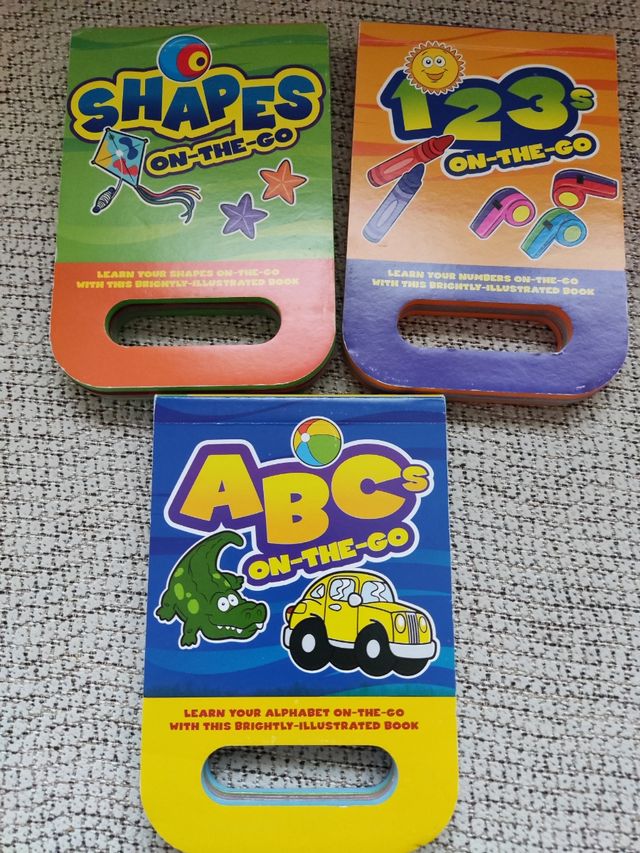 SHAPES
ON-THE-GO
LEARN YOUR SHAPES ON-THE-GO
WITH THIS BRIGHTLY-ILLUSTRATED BOOK
123s
ON-THE-GO
LEARN YOUR NUMBERS ON-THE-GO
WITH THIS BRIGHTLY-ILLUSTRATED BOOK
ABCs
ON-THE-GO
LEARN YOUR ALPHABET ON-THE-GO
WITH THIS BRIGHTLY-ILLUSTRATED BOOK